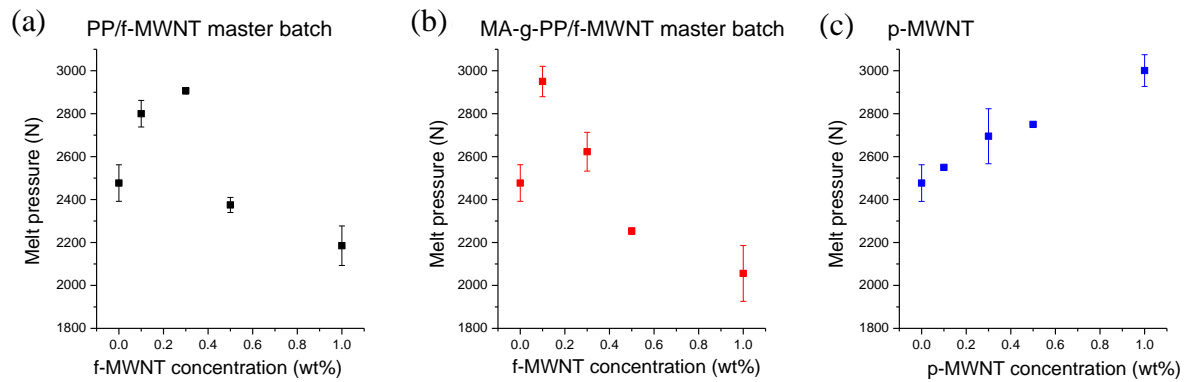 (a) PP/f-MWNT master batch
Melt pressure (N)
3000
2800
2600
2400
2200
2000
1800
0.0 0.2 0.4 0.6 0.8 1.0
f-MWNT concentration (wt%)
(b) MA-g-PP/f-MWNT master batch
Melt pressure (N)
3000
2800
2600
2400
2200
2000
1800
0.0 0.2 0.4 0.6 0.8 1.0
f-MWNT concentration (wt%)
(c) p-MWNT
Melt pressure (N)
3000
2800
2600
2400
2200
2000
1800
0.0 0.2 0.4 0.6 0.8 1.0
p-MWNT concentration (wt%)